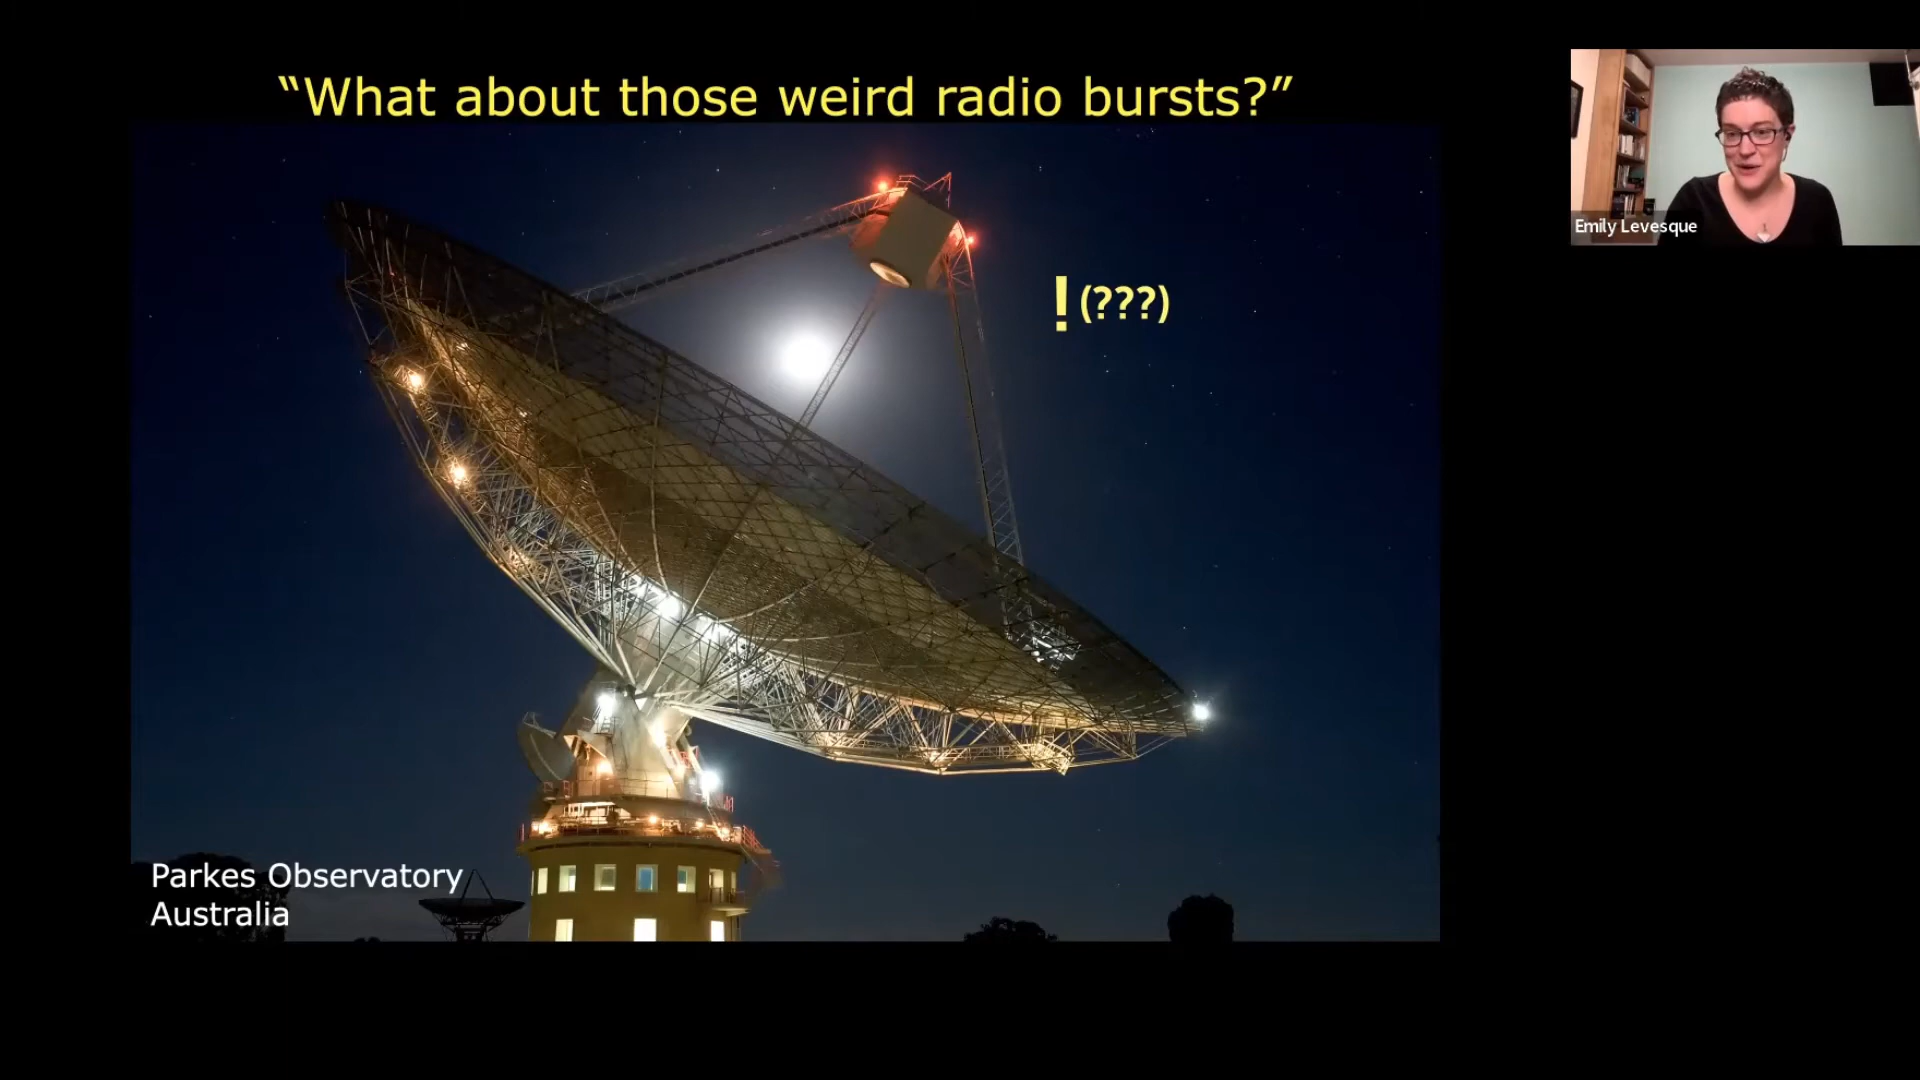 “What about those weird radio bursts?”
! (???)
Emily Levesque
Parkes Observatory
Australia